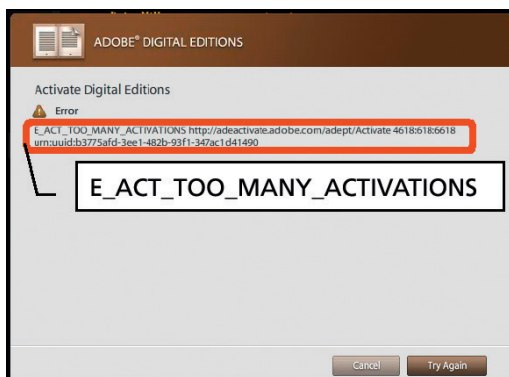 ADOBE® DIGITAL EDITIONS
Activate Digital Editions
Error
E_ACT_TOO_MANY_ACTIVATIONS http://adeactivate.adobe.com/adept/Activate 4618:618:6618
urn:uuid:b3775afd-3ee1-482b-93f1-347ac1d41490
E_ACT_TOO_MANY_ACTIVATIONS
Cancel
Try Again